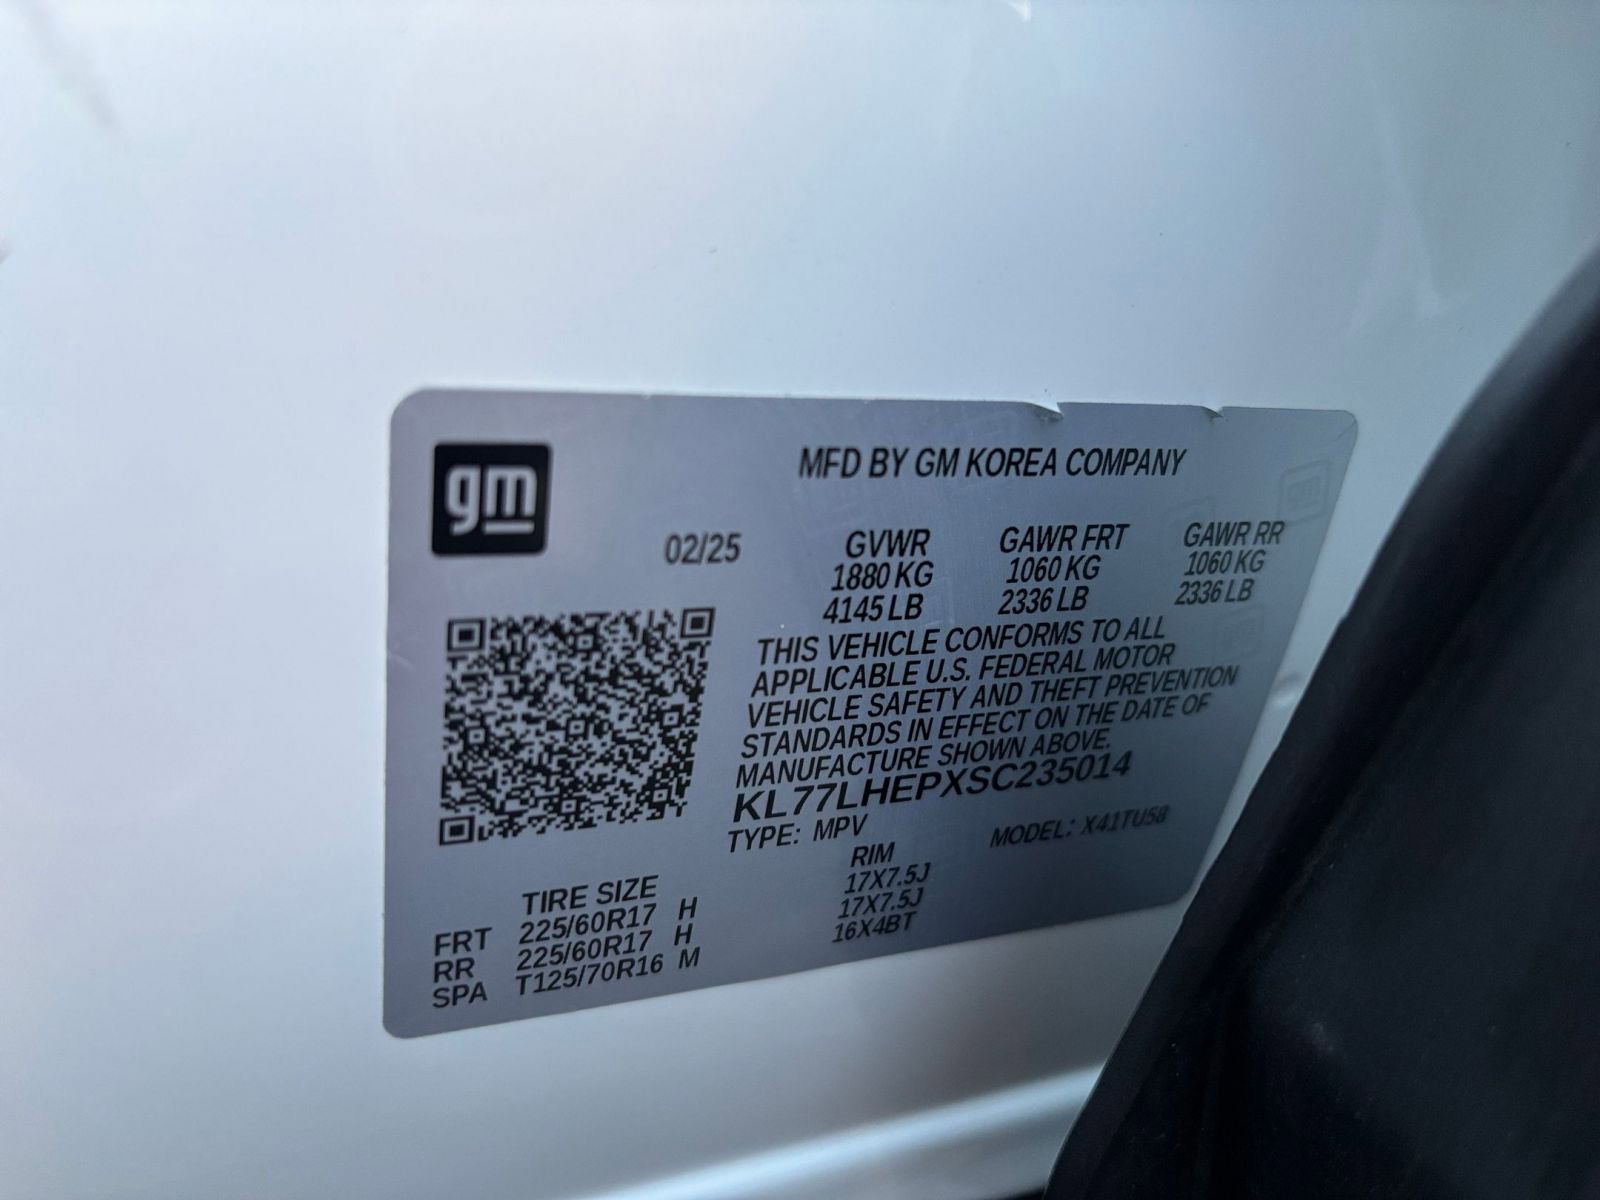 gm
MFD BY GM KOREA COMPANY
02/25 GVWR GAWR FRT GAWR RR
1880 KG 1060 KG 1060 KG
4145 LB 2336 LB 2336 LB
THIS VEHICLE CONFORMS TO ALL
APPLICABLE U.S. FEDERAL MOTOR
VEHICLE SAFETY AND THEFT PREVENTION
STANDARDS IN EFFECT ON THE DATE OF
MANUFACTURE SHOWN ABOVE.
KL77LHEPXSC235014
TYPE: MPV MODEL: X41TU58
TIRE SIZE RIM
FRT 225/60R17 H 17X7.5J
RR 225/60R17 H 17X7.5J
SPA T125/70R16 M 16X4BT